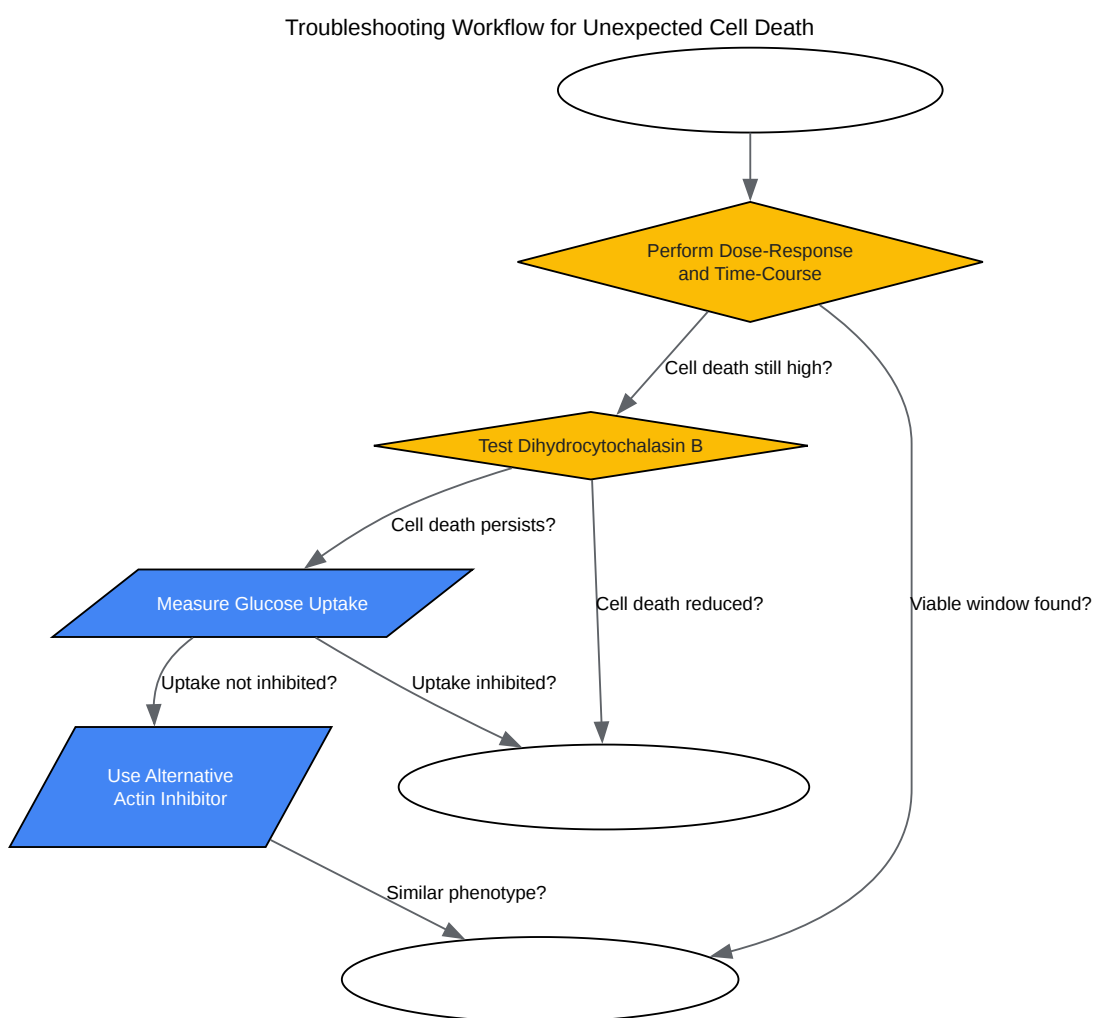 Troubleshooting Workflow for Unexpected Cell Death
Perform Dose-Response
and Time-Course
Cell death still high?
Test Dihydrocytochalasin B
Cell death persists?
Measure Glucose Uptake
Cell death reduced?
Viable window found?
Uptake not inhibited?
Uptake inhibited?
Use Alternative
Actin Inhibitor
Similar phenotype?